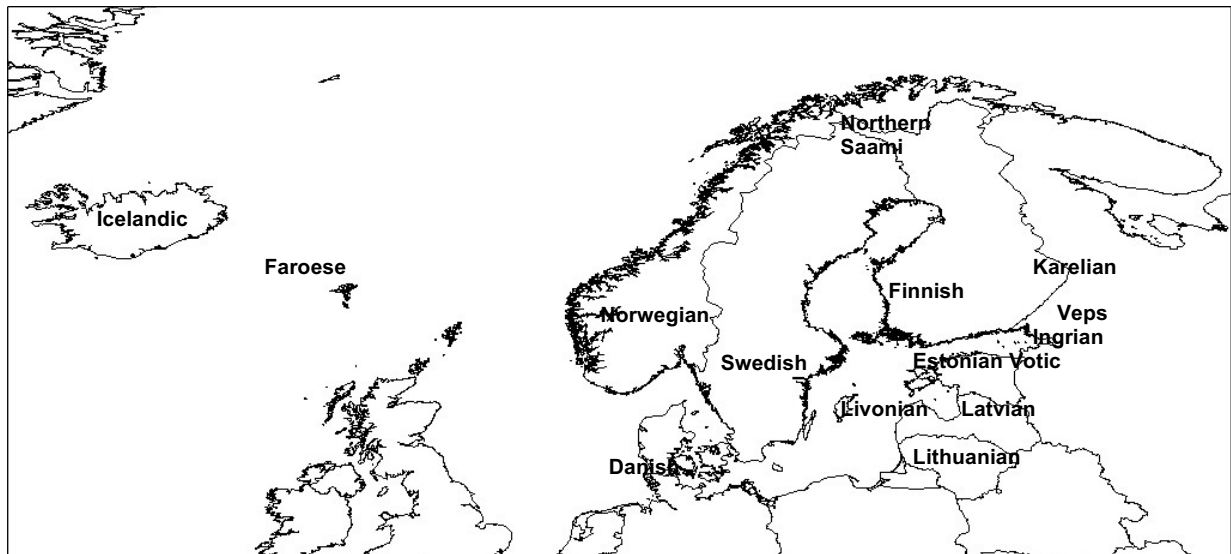 Northern
Saami
Icelandic
Faroese
Karelian
Finnish
Norwegian
Veps
Ingrian
Swedish
Estonian Votic
Livonian
Latvian
Danish
Lithuanian